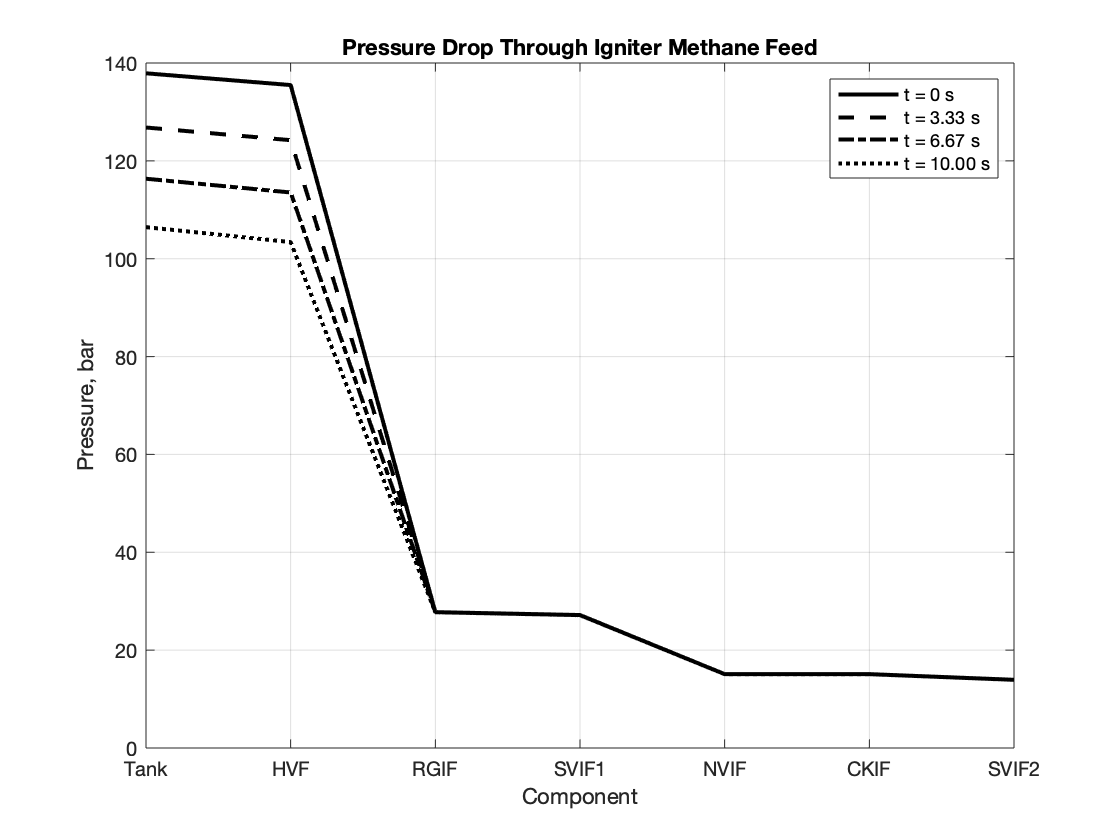 Pressure Drop Through Igniter Methane Feed
140
120
100
80
60
40
20
0
Pressure, bar
t = 0 s
t = 3.33 s
t = 6.67 s
t = 10.00 s
Tank HVF RGIF SVIF1 NVIF CKIF SVIF2
Component